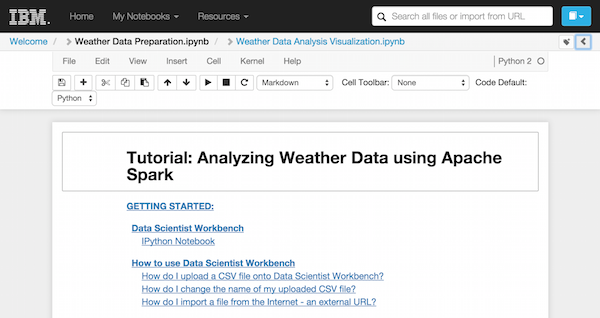 IBM. Home My Notebooks Resources Search all files or import from URL
Welcome / Weather Data Preparation.ipynb / Weather Data Analysis Visualization.ipynb
File Edit View Insert Cell Kernel Help Python 2
Markdown Cell Toolbar: None Code Default:
Python
Tutorial: Analyzing Weather Data using Apache
Spark
GETTING STARTED:
Data Scientist Workbench
IPython Notebook
How to use Data Scientist Workbench
How do I upload a CSV file onto Data Scientist Workbench?
How do I change the name of my uploaded CSV file?
How do I import a file from the Internet - an external URL?